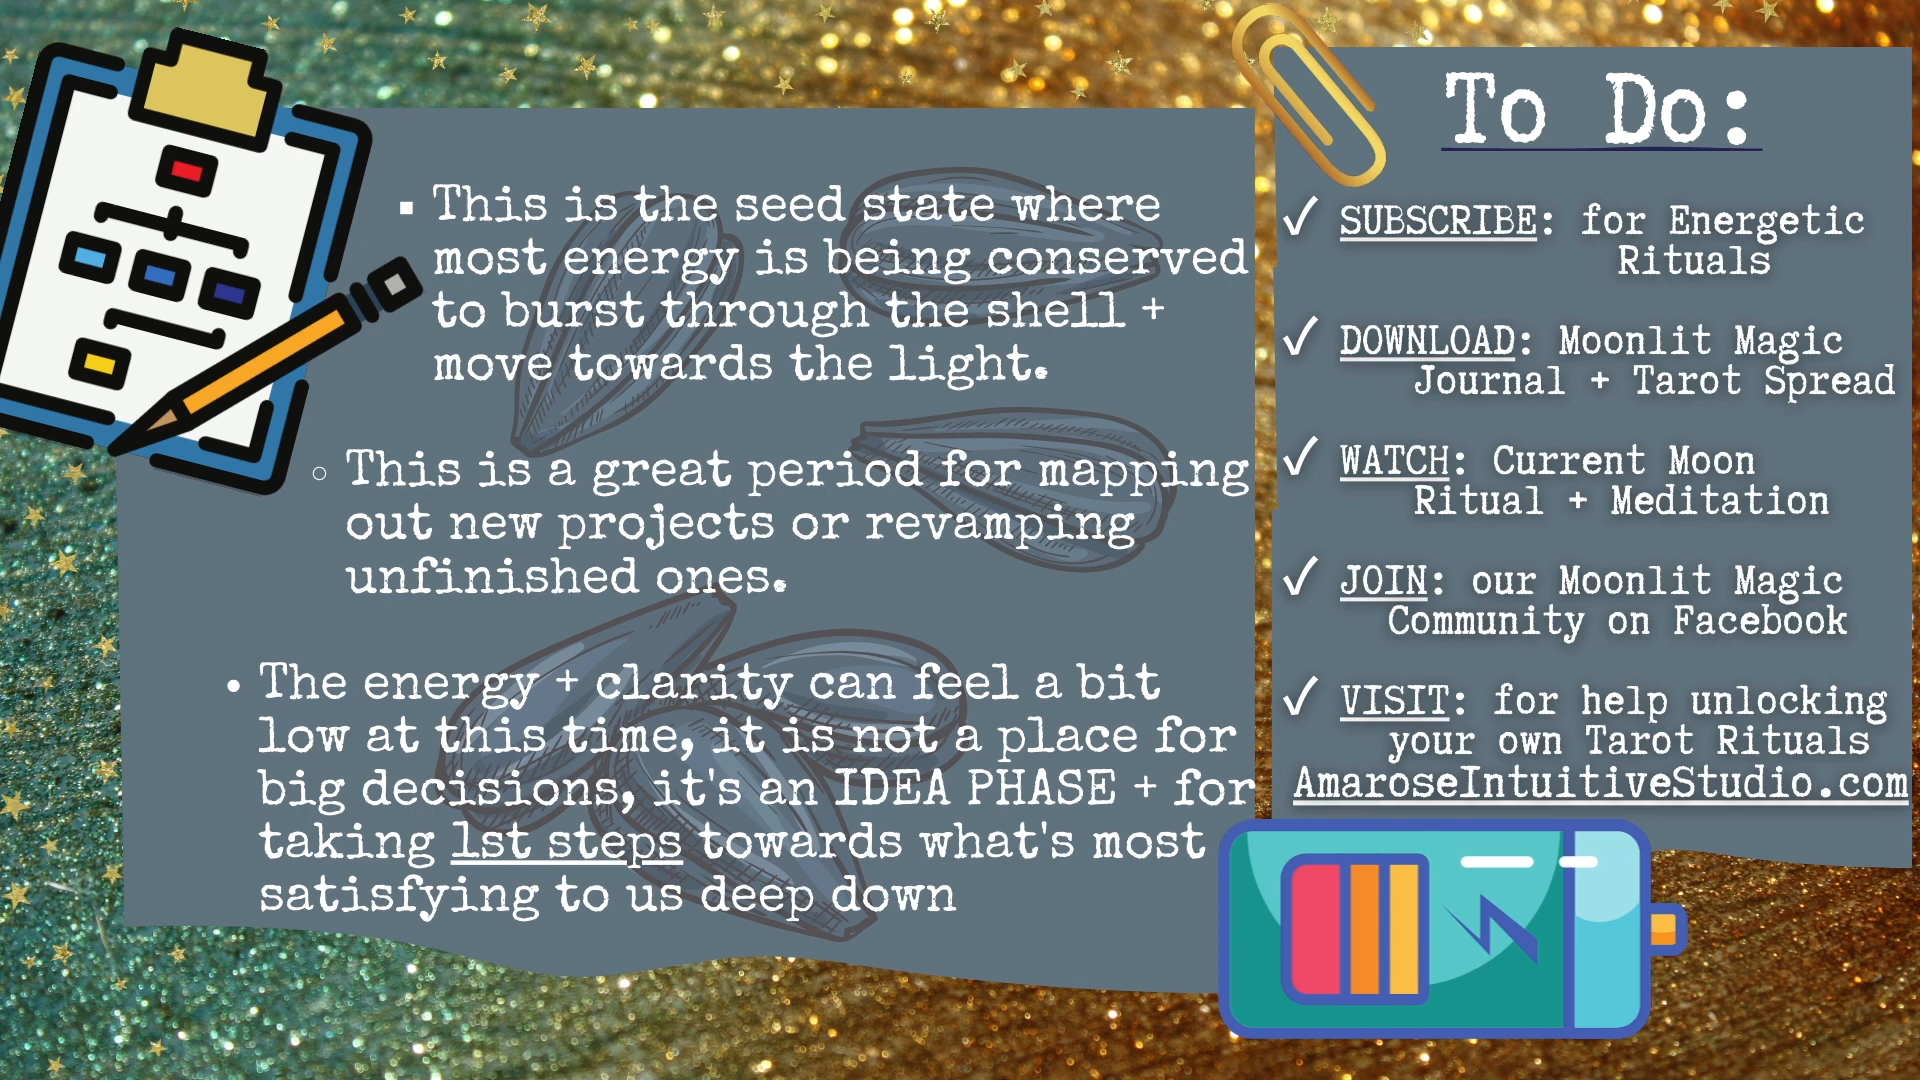 ▪ This is the seed state where
most energy is being conserved
to burst through the shell +
move towards the light.
◦ This is a great period for mapping
out new projects or revamping
unfinished ones.
• The energy + clarity can feel a bit
low at this time, it is not a place for
big decisions, it's an IDEA PHASE + for
taking 1st steps towards what's most
satisfying to us deep down
To Do:
✓ SUBSCRIBE: for Energetic
Rituals
✓ DOWNLOAD: Moonlit Magic
Journal + Tarot Spread
✓ WATCH: Current Moon
Ritual + Meditation
✓ JOIN: our Moonlit Magic
Community on Facebook
✓ VISIT: for help unlocking
your own Tarot Rituals
AmaroseIntuitiveStudio.com